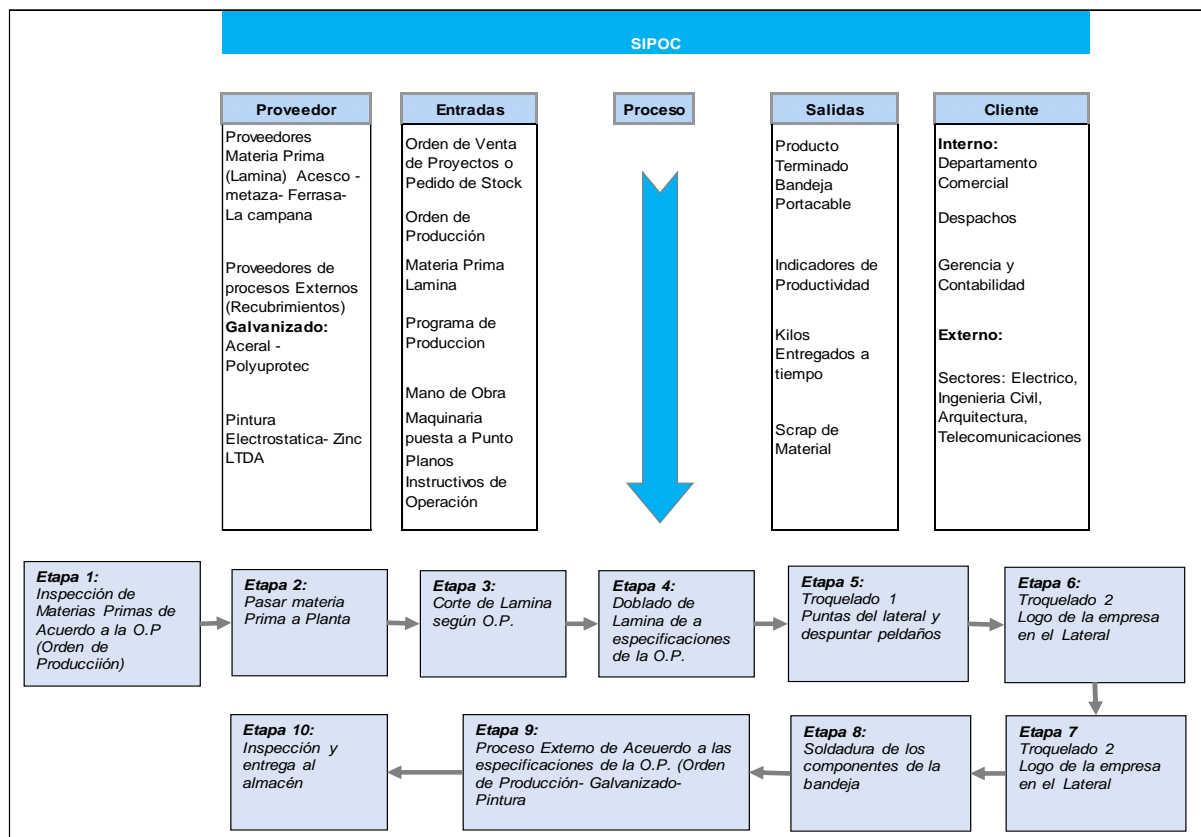 SIPOC
Proveedor
Proveedores
Materia Prima
(Lamina) Acesco -
metaza- Ferrasa-
La campana
Proveedores de
procesos Externos
(Recubrimientos)
Galvanizado:
Aceral -
Polyuprotec
Pintura
Electrostatica- Zinc
LTDA
Entradas
Orden de Venta
de Proyectos o
Pedido de Stock
Orden de
Producción
Materia Prima
Lamina
Programa de
Produccion
Mano de Obra
Maquinaria
puesta a Punto
Planos
Instructivos de
Operación
Proceso
Salidas
Producto
Terminado
Bandeja
Portacable
Indicadores de
Productividad
Kilos
Entregados a
tiempo
Scrap de
Material
Cliente
Interno:
Departamento
Comercial
Despachos
Gerencia y
Contabilidad
Externo:
Sectores: Electrico,
Ingenieria Civil,
Arquitectura,
Telecomunicaciones
Etapa 1:
Inspección de
Materias Primas de
Acuerdo a la O.P
(Orden de
Producciión)
Etapa 2:
Pasar materia
Prima a Planta
Etapa 3:
Corte de Lamina
según O.P.
Etapa 4:
Doblado de
Lamina de a
especificaciones
de la O.P.
Etapa 5:
Troquelado 1
Puntas del lateral y
despuntar peldaños
Etapa 6:
Troquelado 2
Logo de la empresa
en el Lateral
Etapa 7
Troquelado 2
Logo de la empresa
en el Lateral
Etapa 8:
Soldadura de los
componentes de la
bandeja
Etapa 9:
Proceso Externo de Aceuerdo a las
especificaciones de la O.P. (Orden
de Producción- Galvanizado-
Pintura
Etapa 10:
Inspección y
entrega al
almacén